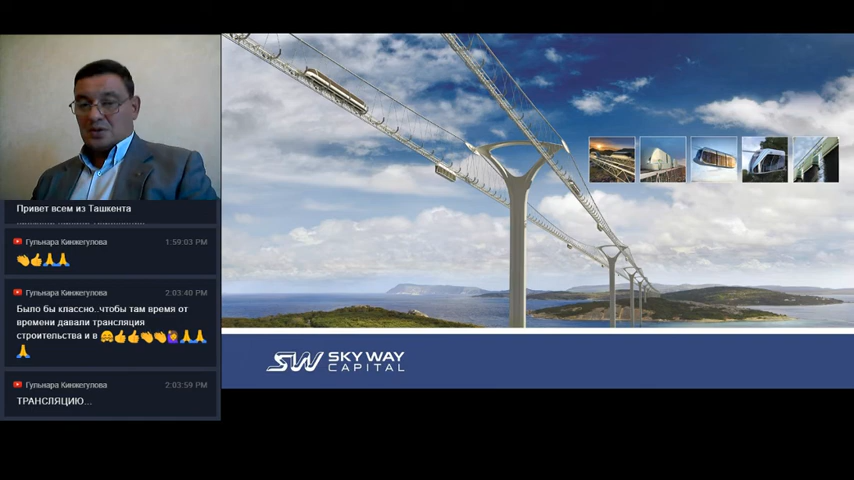 Привет всем из Ташкента
Гульнара Кинжегулова 1:59:03 PM
👏👍🙏🙏
Гульнара Кинжегулова 2:03:40 PM
Было бы классно..чтобы там время от
времени давали трансляция
строительства и в 🤗👍👍👏👏🙋‍♀️🙏🙏
🙏
Гульнара Кинжегулова 2:03:59 PM
ТРАНСЛЯЦИЮ...
SW SKY WAY
CAPITAL